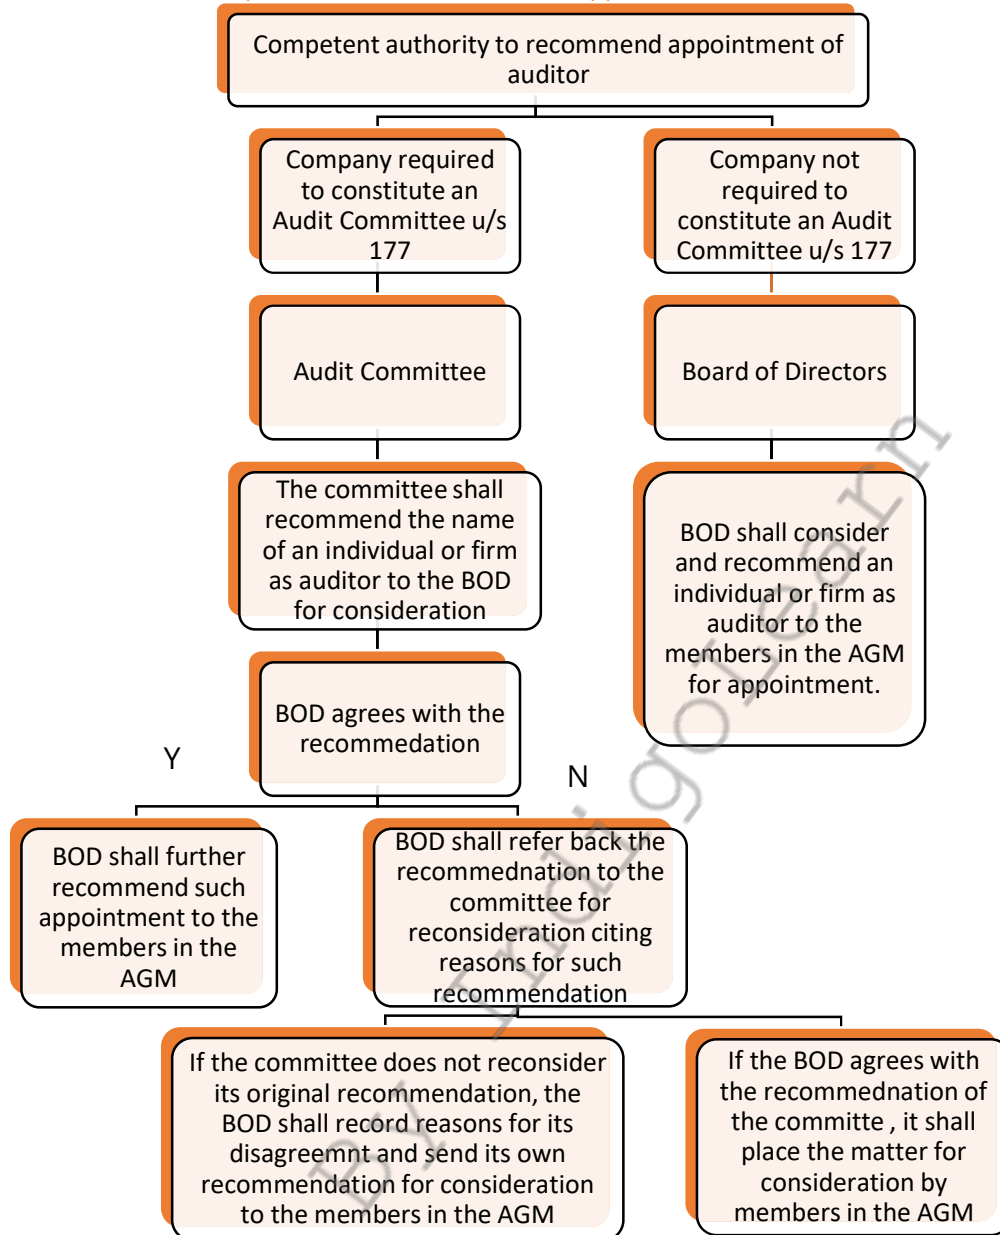 Competent authority to recommend appointment of
auditor
Company required
to constitute an
Audit Committee u/s
177
Company not
required to
constitute an Audit
Committee u/s 177
Audit Committee
Board of Directors
The committee shall
recommend the name
of an individual or firm
as auditor to the BOD
for consideration
BOD shall consider
and recommend an
individual or firm as
auditor to the
members in the AGM
for appointment.
BOD agrees with the
recommedation
Y
N
BOD shall further
recommend such
appointment to the
members in the
AGM
BOD shall refer back the
recommednation to the
committee for
reconsideration citing
reasons for such
recommendation
If the committee does not reconsider
its original recommendation, the
BOD shall record reasons for its
disagreemnt and send its own
recommendation for consideration
to the members in the AGM
If the BOD agrees with
the recommednation of
the committe , it shall
place the matter for
consideration by
members in the AGM
By IndigoLearn